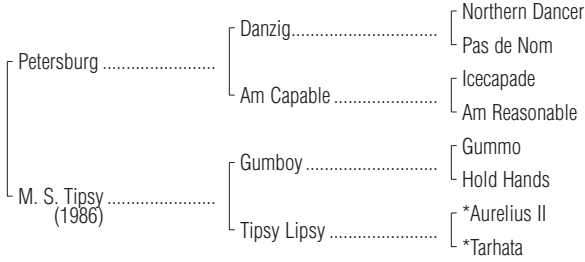 Northern Dancer
Danzig......................................
Pas de Nom
Petersburg .............................
Icecapade
Am Capable ...........................
Am Reasonable
Gummo
Gumboy ..................................
Hold Hands
M. S. Tipsy ............................
(1986)
*Aurelius II
Tipsy Lipsy ............................
*Tarhata